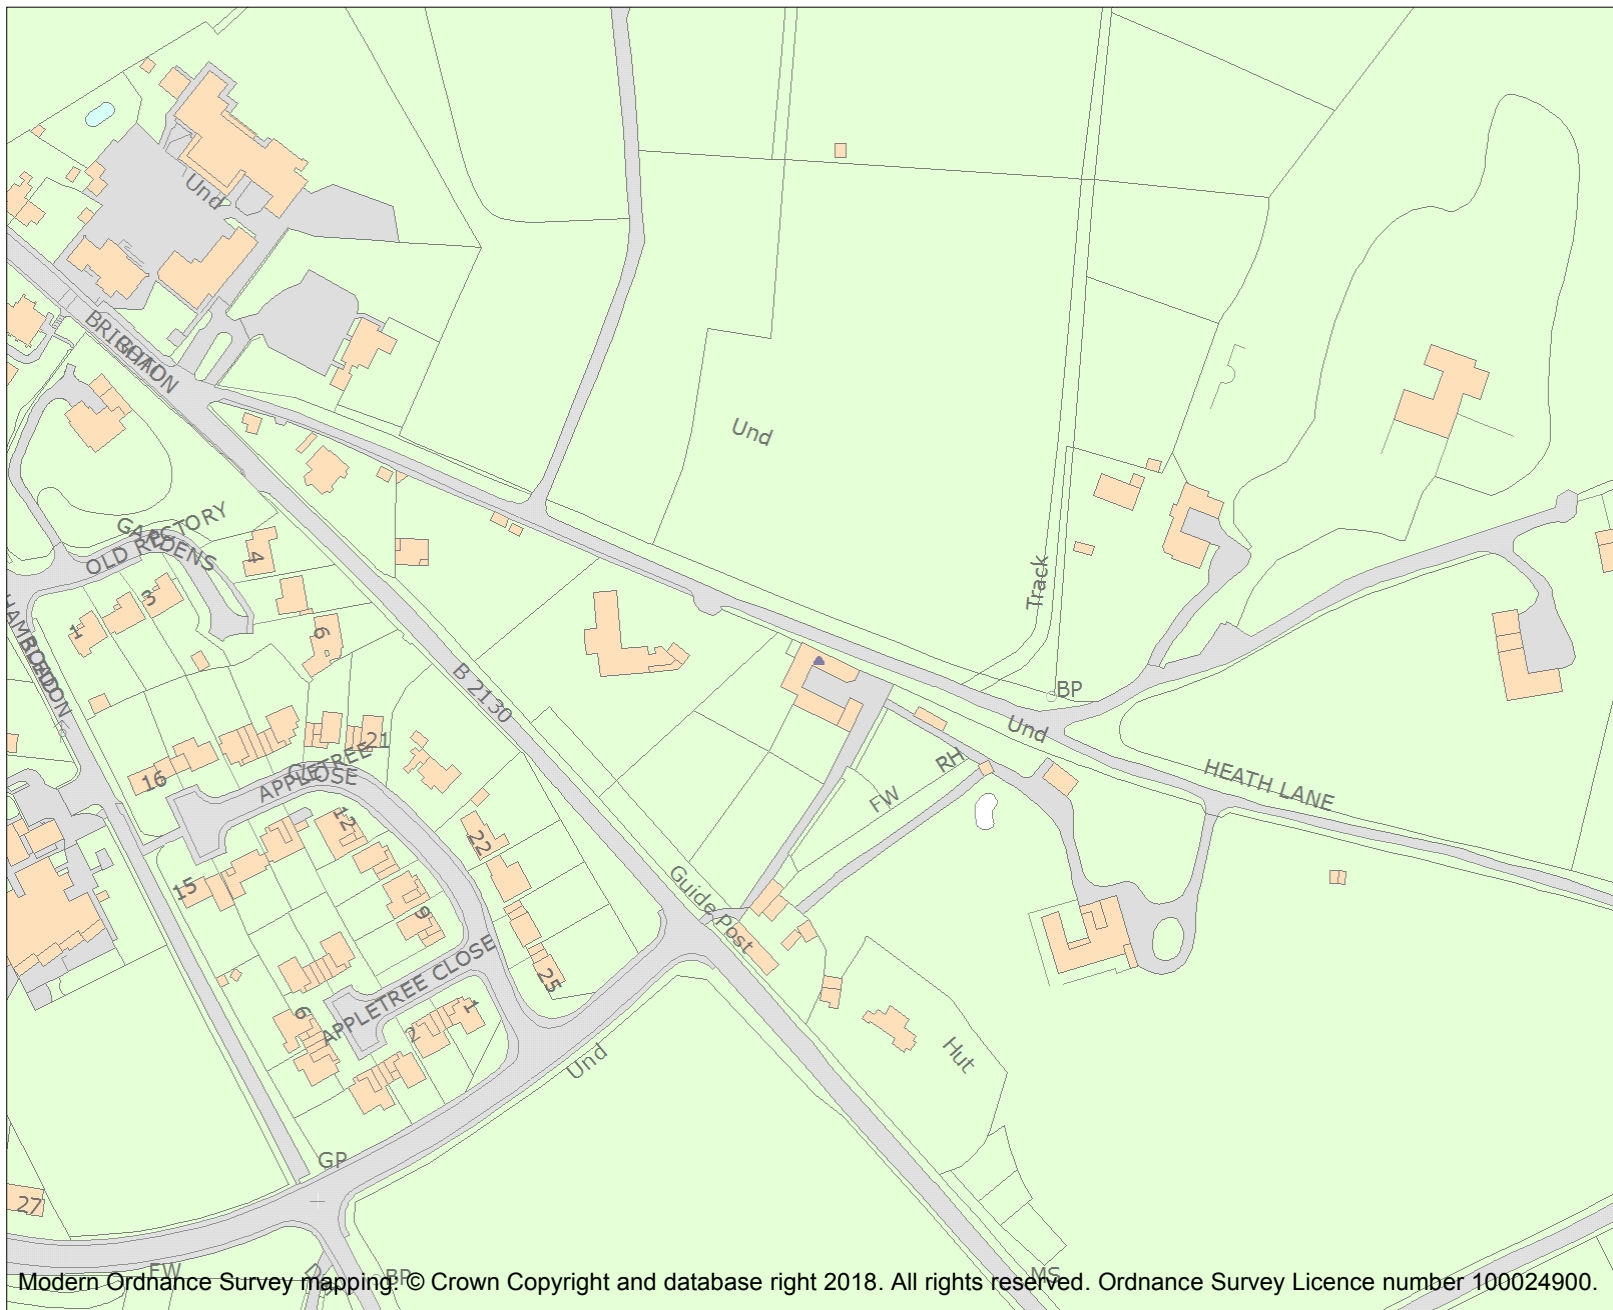 Und
BRIGHTON
ROAD
Und
OLD RECTORY
GARDENS
4
3
1
6
Track
HAMBLEDON
ROAD
B 2130
BP
Und
21
APPLETREE
CLOSE
16
RH
HEATH LANE
FW
12
22
15
Guide Post
9
APPLETREE CLOSE
25
6
2
1
Hut
Und
GP
27
FW
BP
MS
Modern Ordnance Survey mapping: © Crown Copyright and database right 2018. All rights reserved. Ordnance Survey Licence number 100024900.